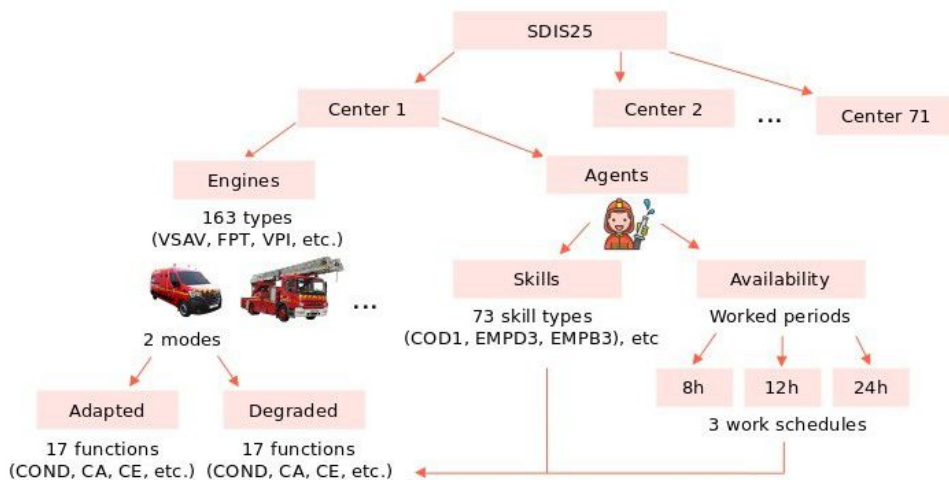 SDIS25
Center 1
Center 2
...
Center 71
Engines
Agents
163 types
(VSAV, FPT, VPI, etc.)
...
Skills
Availability
73 skill types
(COD1, EMPD3, EMPB3), etc
Worked periods
2 modes
8h
12h
24h
Adapted
Degraded
3 work schedules
17 functions
(COND, CA, CE, etc.)
17 functions
(COND, CA, CE, etc.)